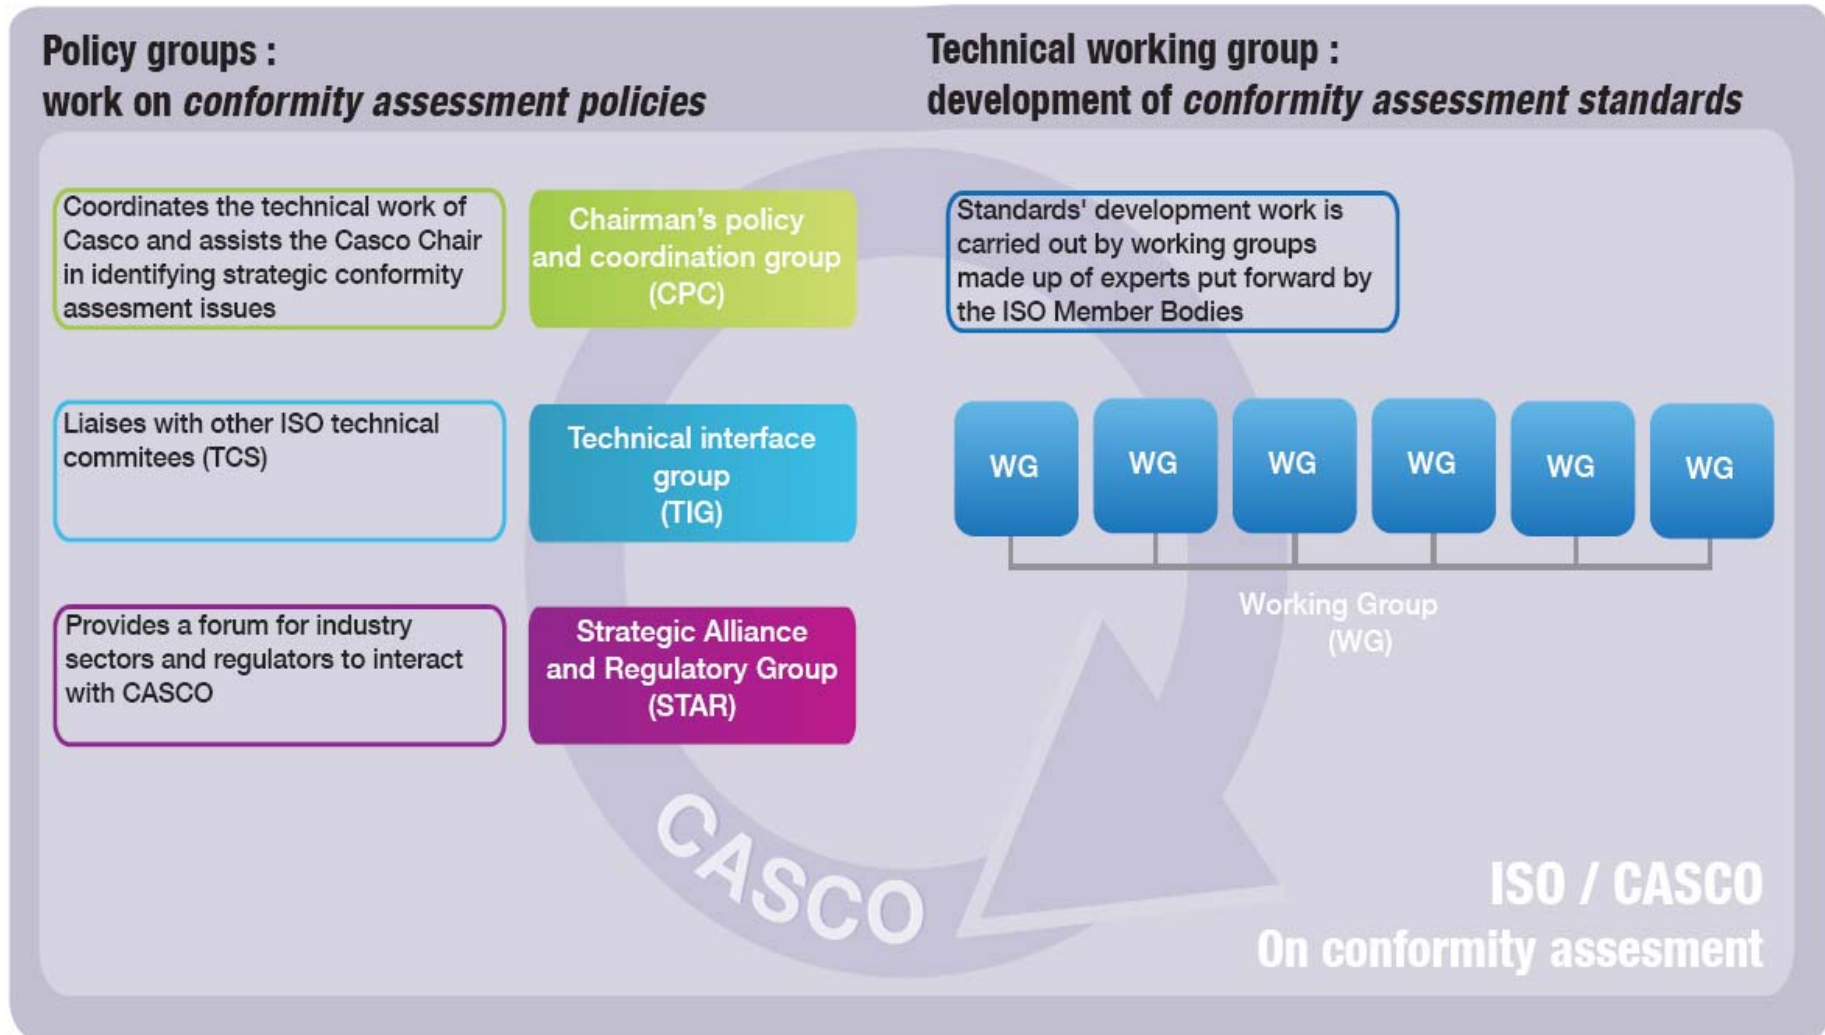 Policy groups :
work on conformity assessment policies
Coordinates the technical work of
Casco and assists the Casco Chair
in identifying strategic conformity
assesment issues
Chairman's policy
and coordination group
(CPC)
Liaises with other ISO technical
commitees (TCS)
Technical interface
group
(TIG)
Provides a forum for industry
sectors and regulators to interact
with CASCO
Strategic Alliance
and Regulatory Group
(STAR)
Technical working group :
development of conformity assessment standards
Standards' development work is
carried out by working groups
made up of experts put forward by
the ISO Member Bodies
WG WG WG WG WG WG
Working Group
(WG)
CASCO
ISO / CASCO
On conformity assesment